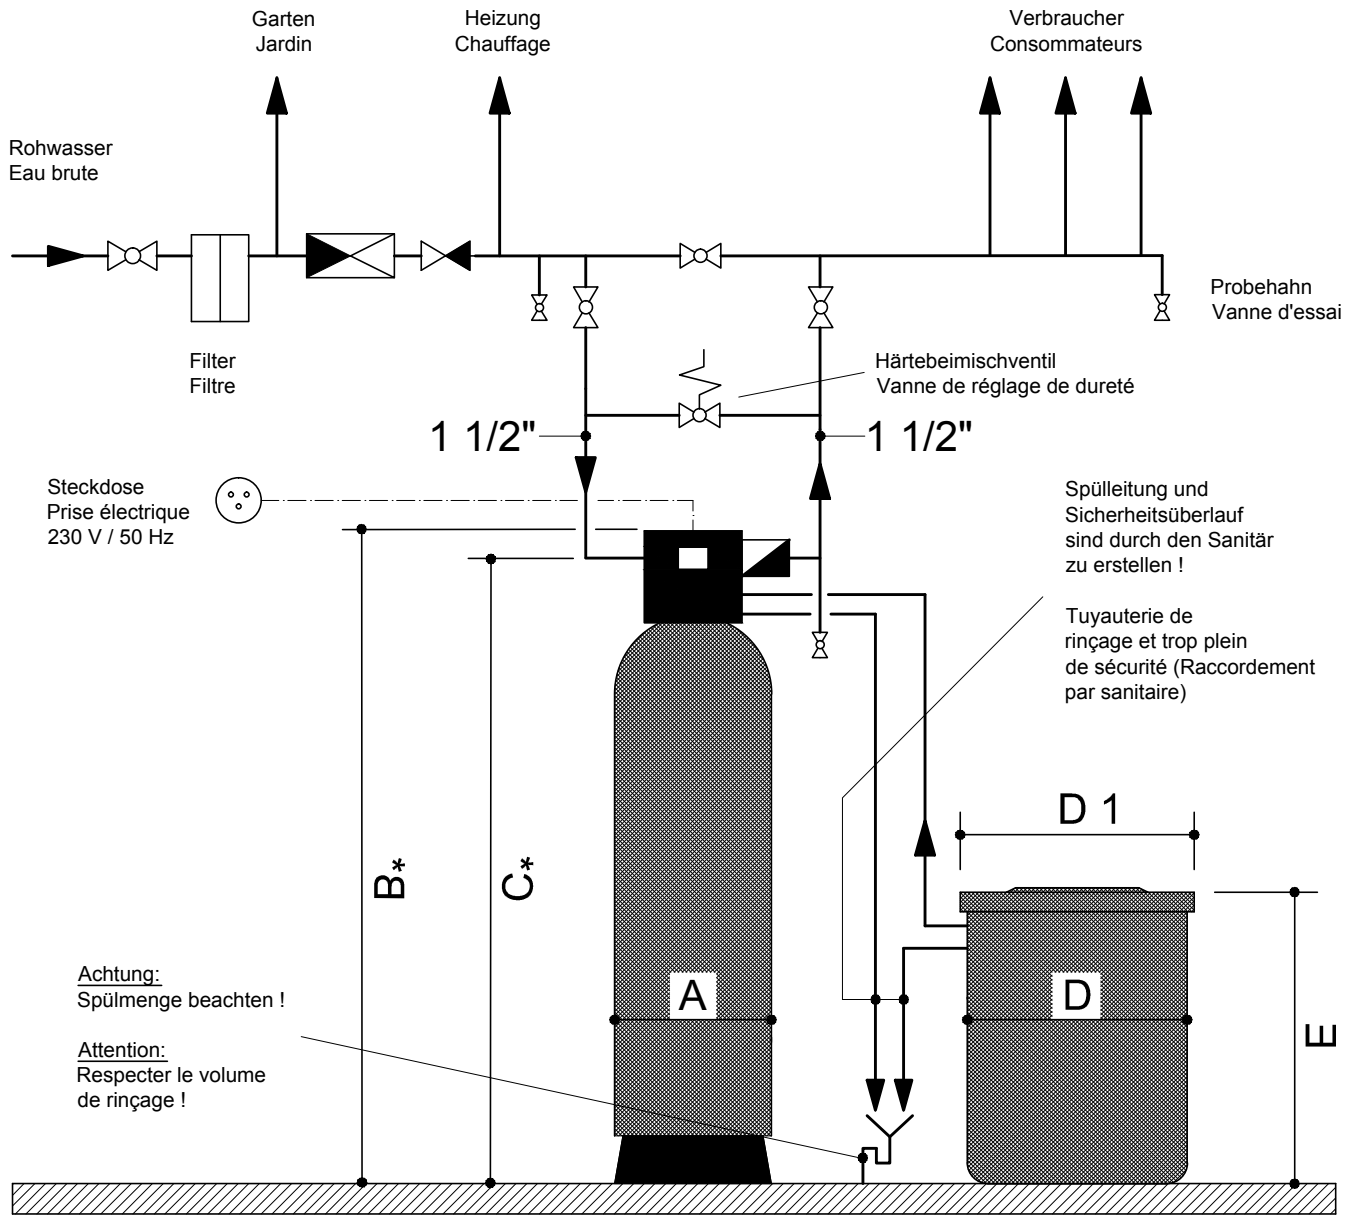 Garten
Jardin
Heizung
Chauffage
Verbraucher
Consommateurs
Rohwasser
Eau brute
Probehahn
Vanne d'essai
Filter
Filtre
Härtebeimischventil
Vanne de réglage de dureté
1 1/2"
1 1/2"
Steckdose
Prise électrique
230 V / 50 Hz
Spülleitung und
Sicherheitsüberlauf
sind durch den Sanitär
zu erstellen !
Tuyauterie de
rinçage et trop plein
de sécurité (Raccordement
par sanitaire)
D 1
B*
C*
Achtung:
Spülmenge beachten !
A
D
E
Attention:
Respecter le volume
de rinçage !